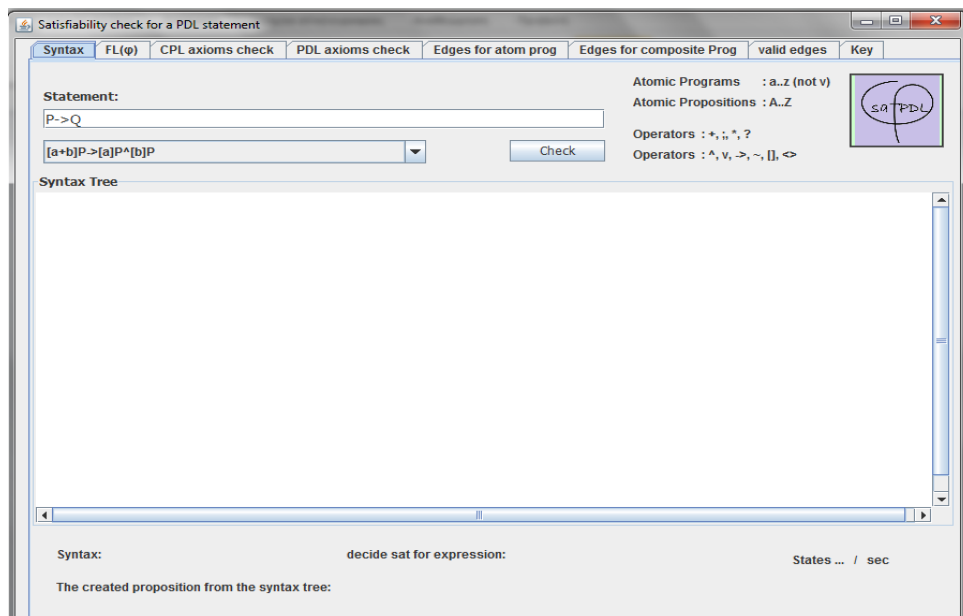 Satisfiability check for a PDL statement
Syntax FL(φ) CPL axioms check PDL axioms check Edges for atom prog Edges for composite Prog valid edges Key
Atomic Programs : a..z (not v)
Statement:
Atomic Propositions : A..Z
satPDL
P->Q
Operators : +, ;, *, ?
[a+b]P->[a]P^[b]P
Check
Operators : ^, v, ->, ~, [], <>
Syntax Tree
Syntax: decide sat for expression: States ... / sec
The created proposition from the syntax tree: